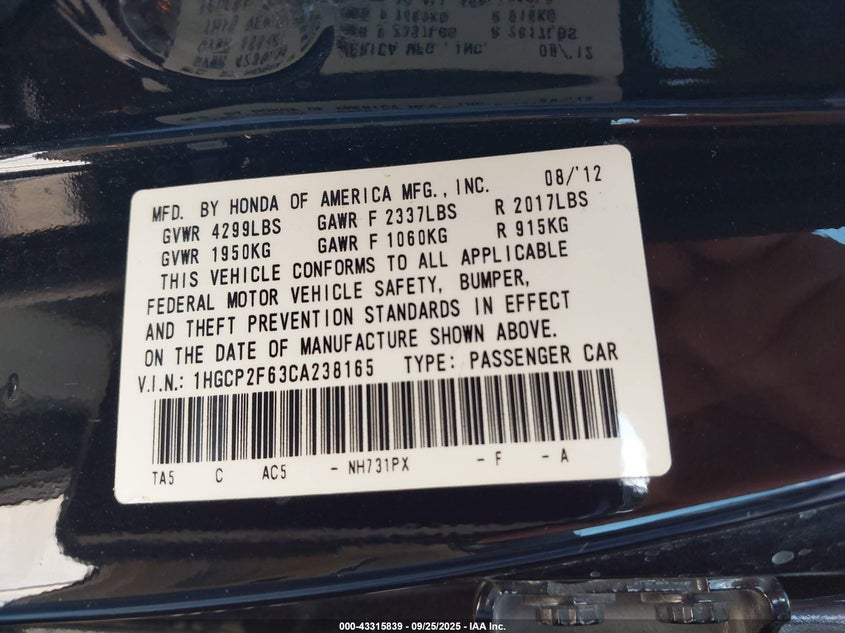 MFD. BY HONDA OF AMERICA MFG., INC. 08/'12
GVWR 4299LBS GAWR F 2337LBS R 2017LBS
GVWR 1950KG GAWR F 1060KG R 915KG
THIS VEHICLE CONFORMS TO ALL APPLICABLE
FEDERAL MOTOR VEHICLE SAFETY, BUMPER,
AND THEFT PREVENTION STANDARDS IN EFFECT
ON THE DATE OF MANUFACTURE SHOWN ABOVE.
V.I.N.: 1HGCP2F63CA238165 TYPE: PASSENGER CAR
TA5 C AC5 - NH731PX - F - A
000-43315839 - 09/25/2025 - IAA Inc.